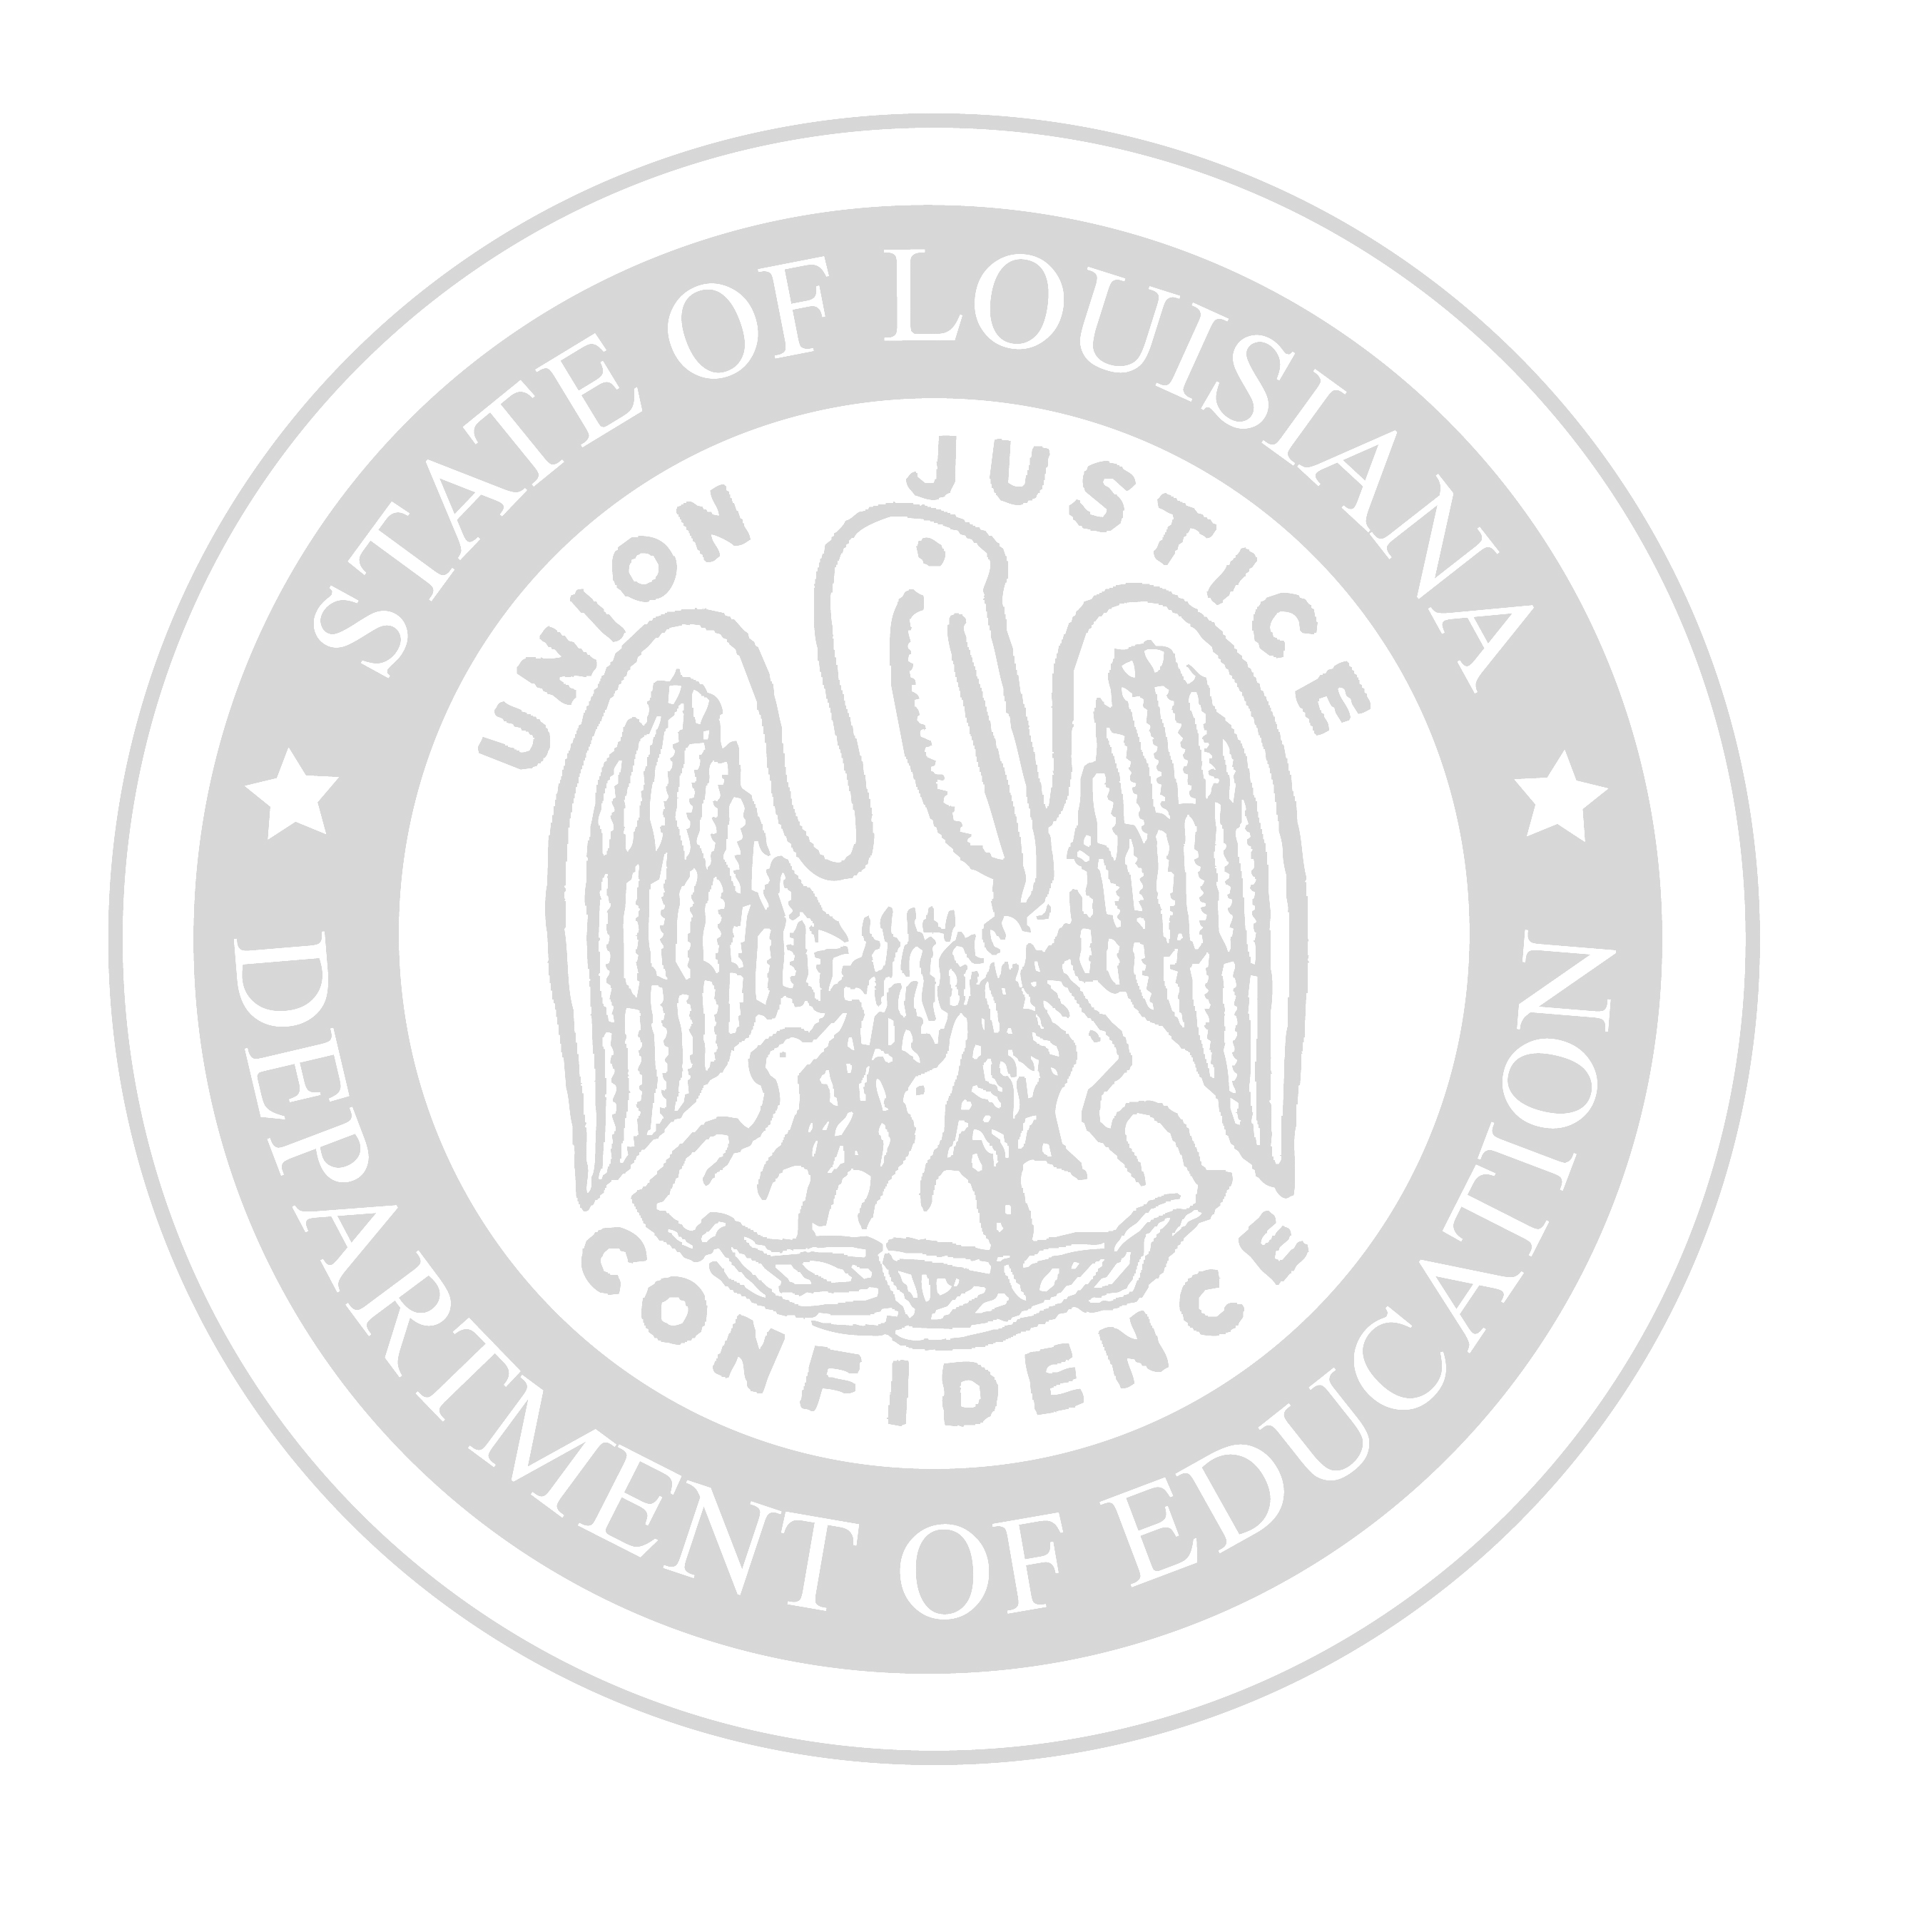 STATE OF LOUISIANA
DEPARTMENT OF EDUCATION
UNION JUSTICE
CONFIDENCE